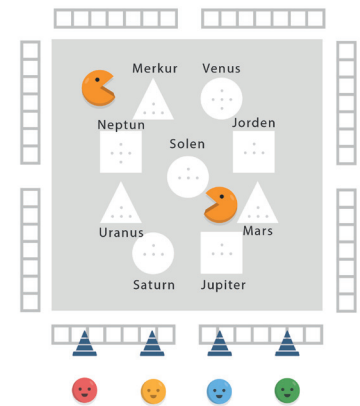 Merkur
Venus
Neptun
Jorden
Solen
Uranus
Mars
Saturn
Jupiter